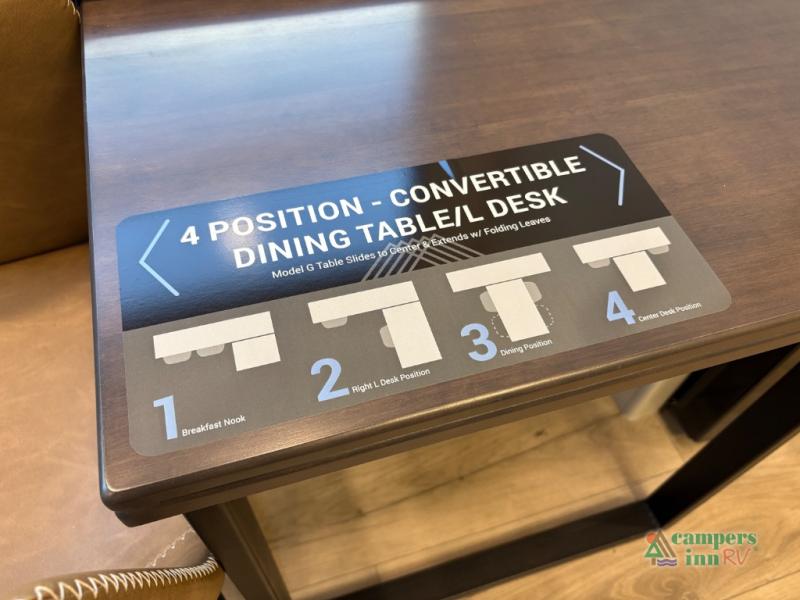 4 POSITION - CONVERTIBLE
DINING TABLE/L DESK
Model G Table Slides to Center & Extends w/ Folding Leaves
1 Breakfast Nook
2 Right L Desk Position
3 Dining Position
4 Center Desk Position
campers
inn RV